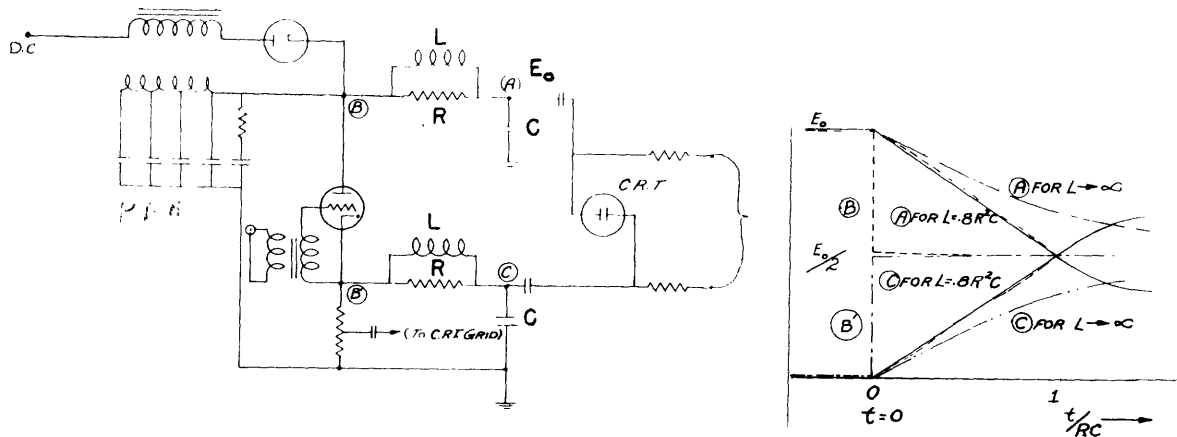 D.C
L
E₀
(A)
R
C
B
P F N
C.R.T
L
R
C
B'
C
(To C.R.T GRID)
E₀
A FOR L→∞
B
A FOR L=.8R²C
E₀/2
C FOR L=.8R²C
B'
C FOR L→∞
0
1
t=0
t/RC